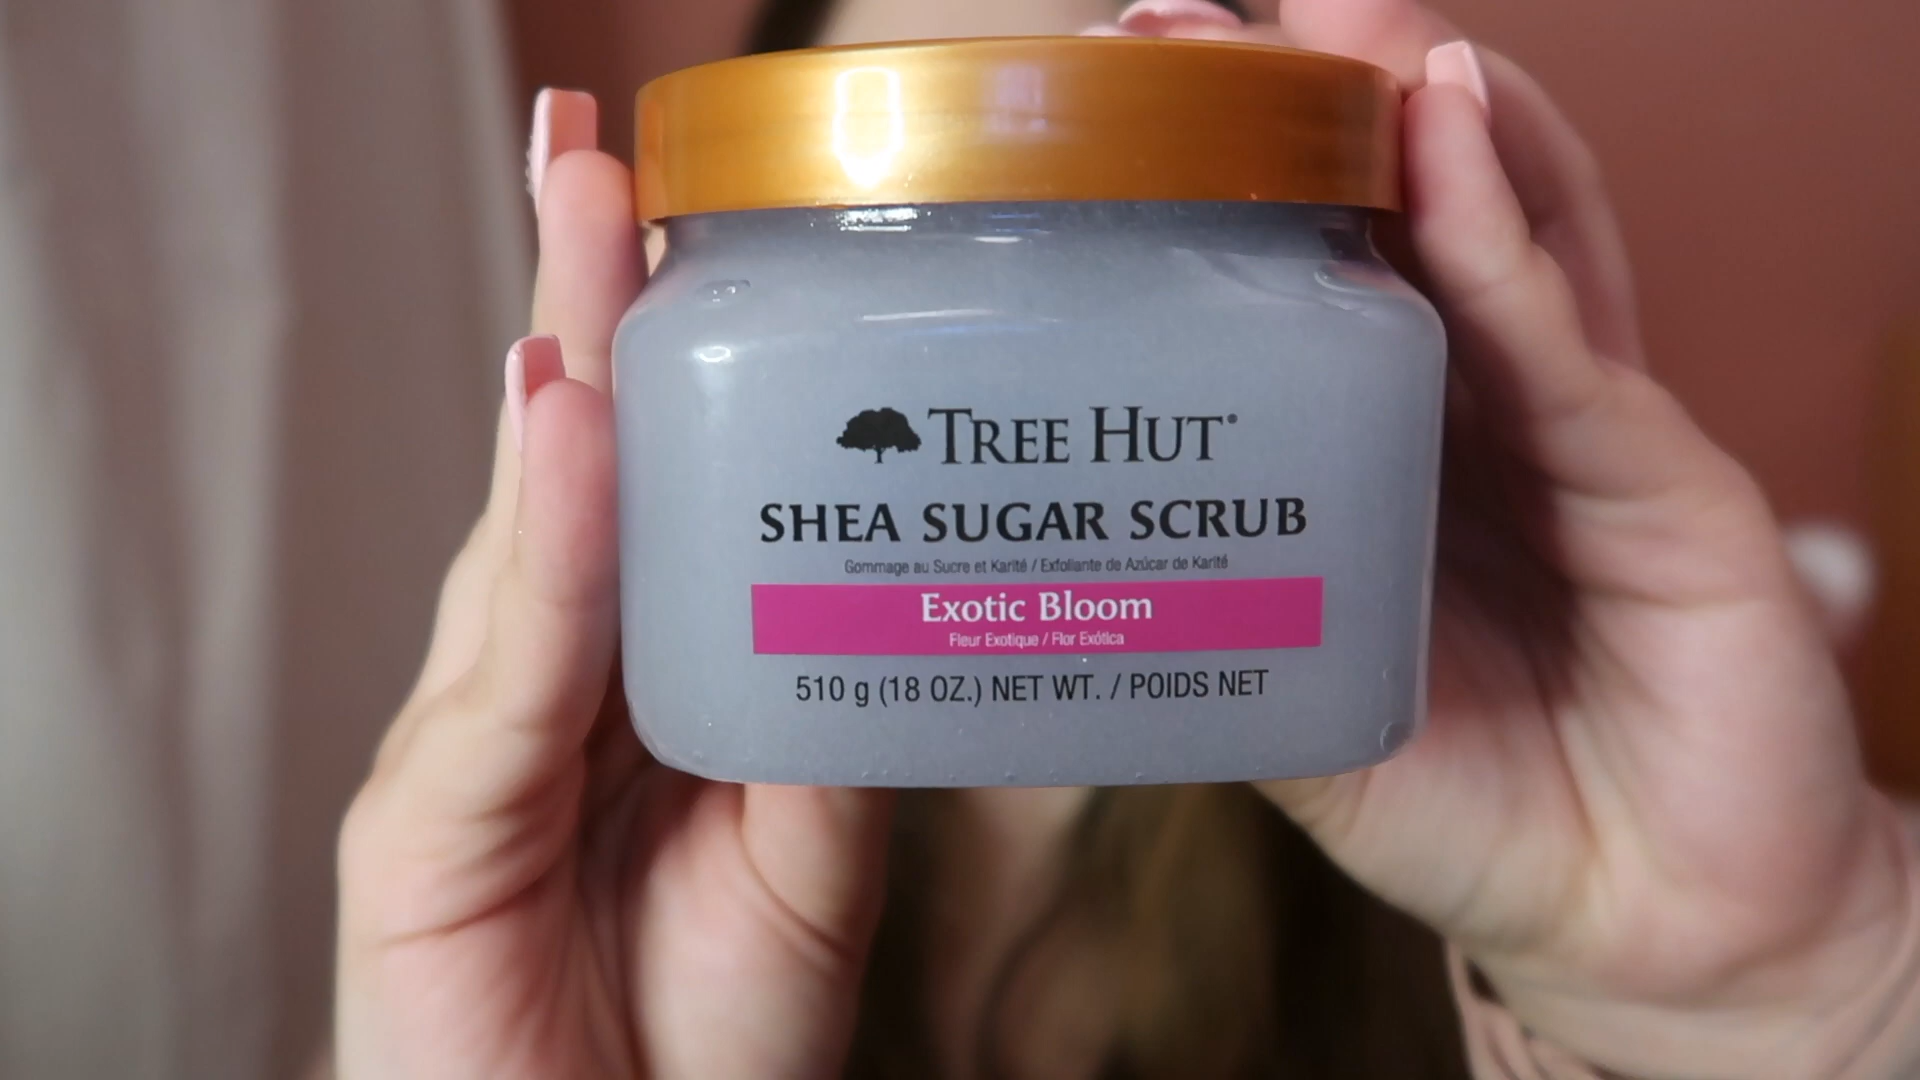 TREE HUT®
SHEA SUGAR SCRUB
Gommage au Sucre et Karité / Exfoliante de Azúcar de Karité
Exotic Bloom
Fleur Exotique / Flor Exótica
510 g (18 OZ.) NET WT. / POIDS NET